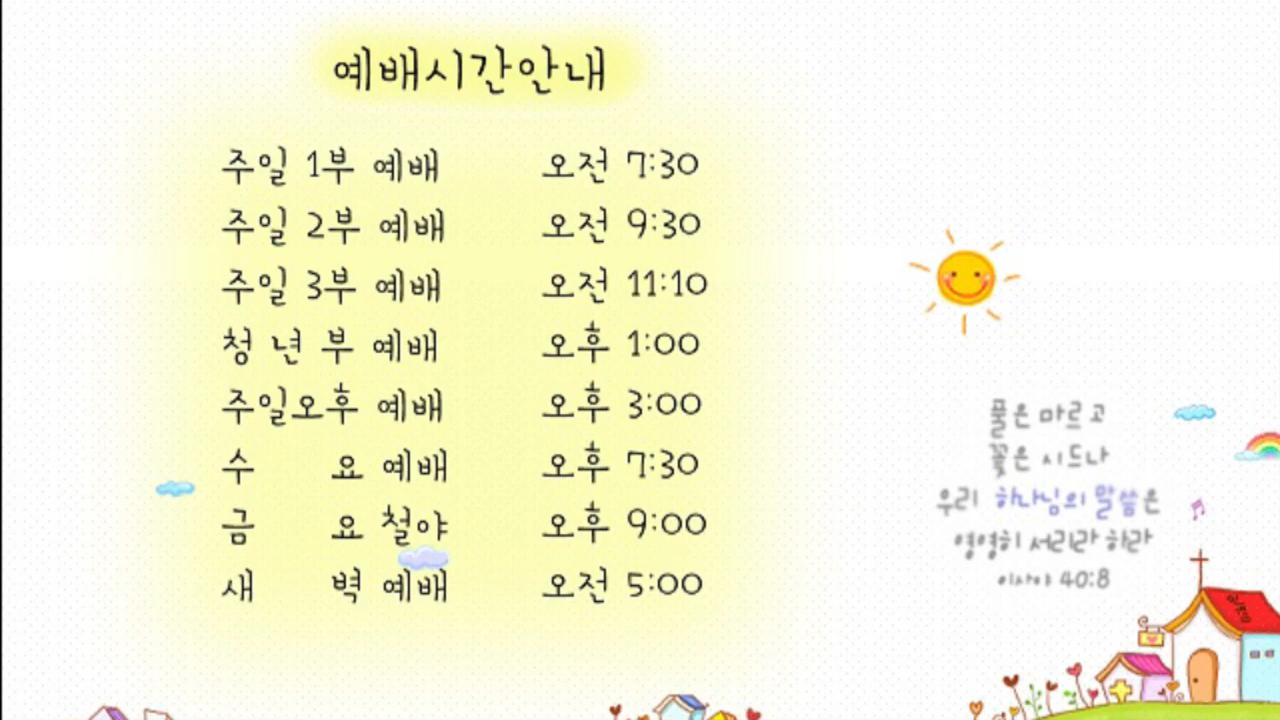 예배시간안내
주일 1부 예배 오전 7:30
주일 2부 예배 오전 9:30
주일 3부 예배 오전 11:10
청 년 부 예배 오후 1:00
주일오후 예배 오후 3:00
수 요 예배 오후 7:30
금 요 철야 오후 9:00
새 벽 예배 오전 5:00
풀은 마르고
꽃은 시드나
우리 하나님의 말씀은
영영히 서리라 하라
이사야 40:8